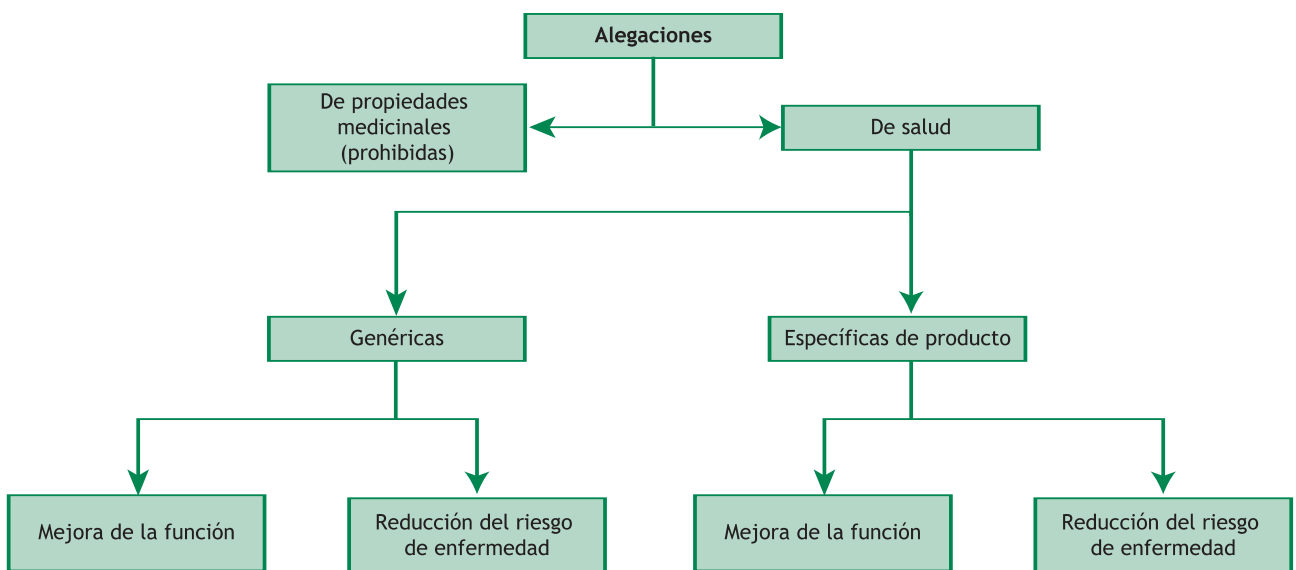 Alegaciones
De propiedades
medicinales
(prohibidas)
De salud
Genéricas
Específicas de producto
Mejora de la función
Reducción del riesgo
de enfermedad
Mejora de la función
Reducción del riesgo
de enfermedad